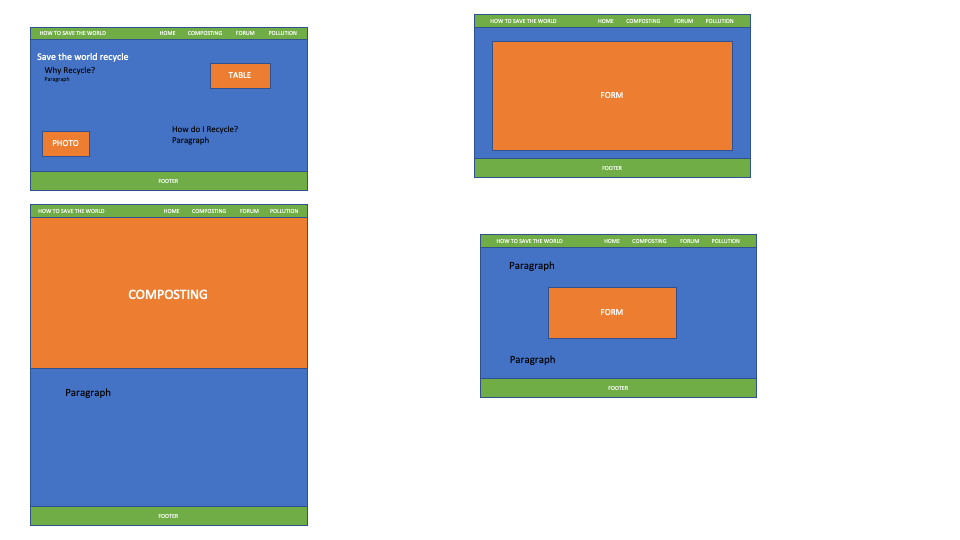 HOW TO SAVE THE WORLD HOME COMPOSTING FORUM POLLUTION
Save the world recycle
Why Recycle?
Paragraph
TABLE
How do I Recycle?
Paragraph
PHOTO
FOOTER
HOW TO SAVE THE WORLD HOME COMPOSTING FORUM POLLUTION
FORM
FOOTER
HOW TO SAVE THE WORLD HOME COMPOSTING FORUM POLLUTION
COMPOSTING
Paragraph
FOOTER
HOW TO SAVE THE WORLD HOME COMPOSTING FORUM POLLUTION
Paragraph
FORM
Paragraph
FOOTER